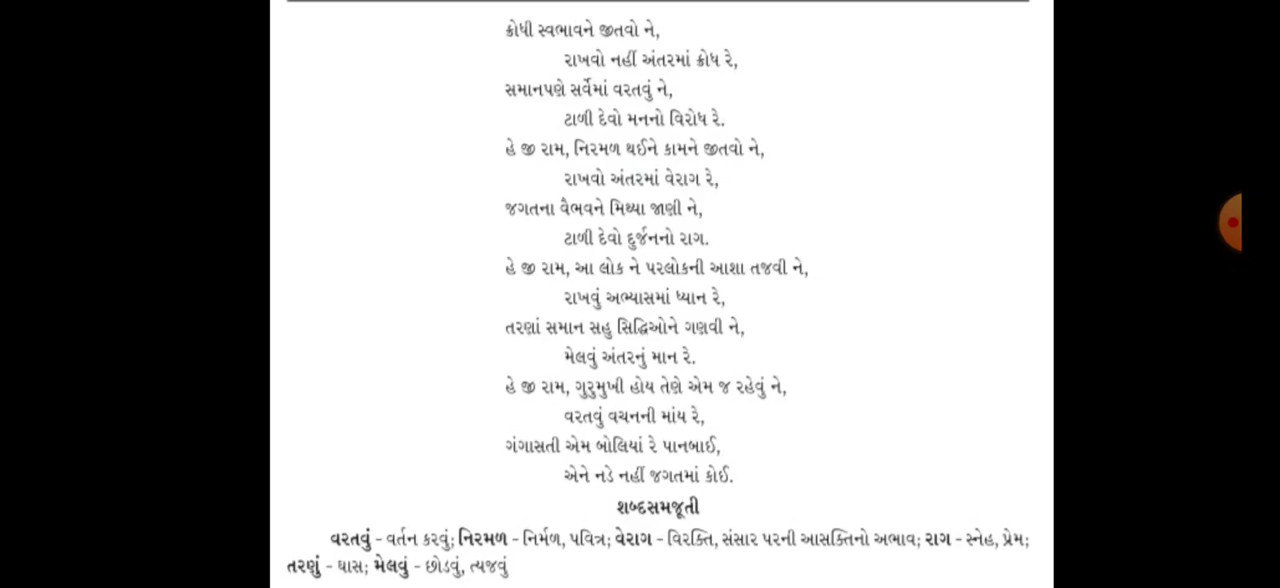 ક્રોધી સ્વભાવને જીતવો ને,
રાખવો નહીં અંતરમાં ક્રોધ રે,
સમાનપણે સર્વેમાં વરતવું ને,
ટાળી દેવો મનનો વિરોધ રે.
હે જી રામ, નિરમળ થઈને કામને જીતવો ને,
રાખવો અંતરમાં વેરાગ રે,
જગતના વૈભવને મિથ્યા જાણી ને,
ટાળી દેવો દુર્જનનો રાગ.
હે જી રામ, આ લોક ને પરલોકની આશા તજવી ને,
રાખવું અભ્યાસમાં ધ્યાન રે,
તરણાં સમાન સહુ સિદ્ધિઓને ગણવી ને,
મેલવું અંતરનું માન રે.
હે જી રામ, ગુરુમુખી હોય તેણે એમ જ રહેવું ને,
વરતવું વચનની માંય રે,
ગંગાસતી એમ બોલિયાં રે પાનબાઈ,
એને નડે નહીં જગતમાં કોઈ.
શબ્દસમજૂતી
વરતવું - વર્તન કરવું; નિરમળ - નિર્મળ, પવિત્ર; વેરાગ - વિરક્તિ, સંસાર પરની આસક્તિનો અભાવ; રાગ - સ્નેહ, પ્રેમ;
તરણું - ઘાસ; મેલવું - છોડવું, ત્યજવું